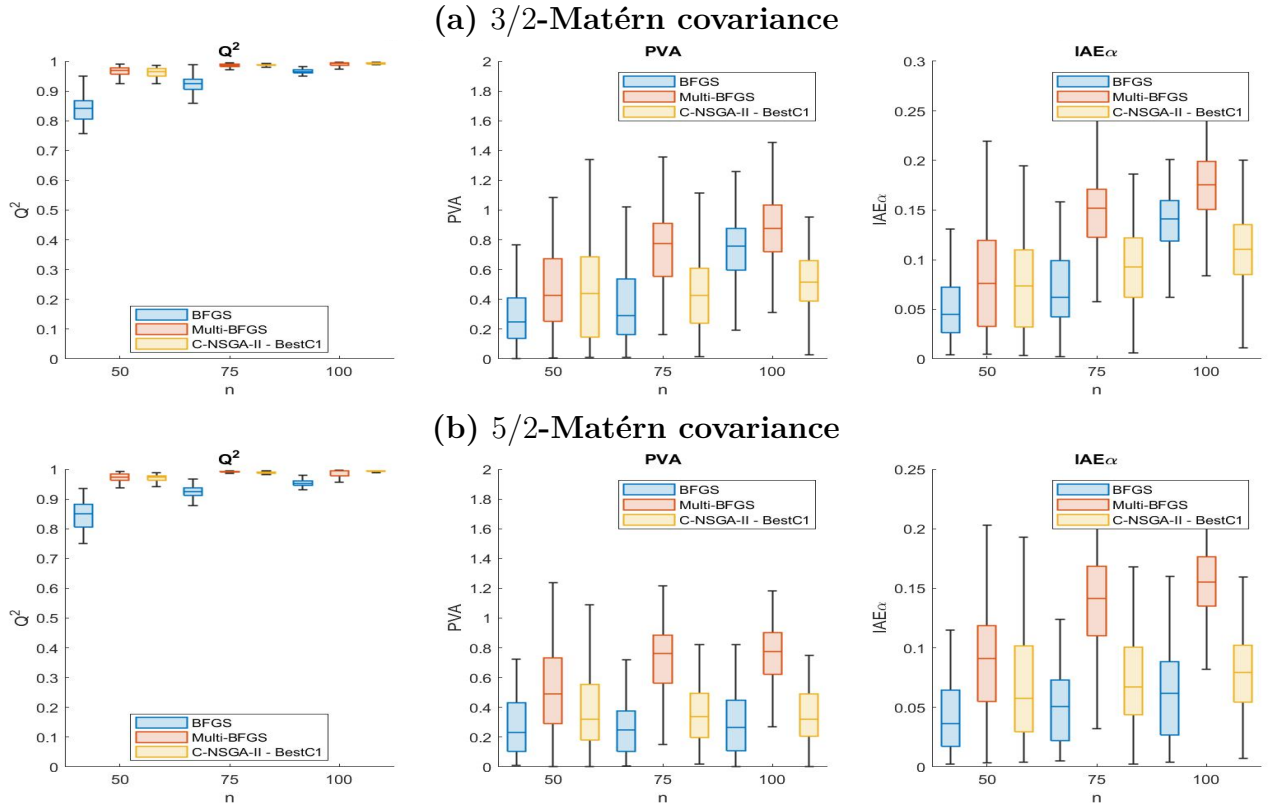 (a) 3/2-Matérn covariance
Q²
1
0.9
0.8
0.7
0.6
0.5
0.4
0.3
0.2
0.1
0
Q²
BFGS
Multi-BFGS
C-NSGA-II - BestC1
50
75
100
n
PVA
2
1.8
1.6
1.4
1.2
1
0.8
0.6
0.4
0.2
0
PVA
BFGS
Multi-BFGS
C-NSGA-II - BestC1
50
75
100
n
IAEα
0.3
0.25
0.2
0.15
0.1
0.05
0
IAEα
BFGS
Multi-BFGS
C-NSGA-II - BestC1
50
75
100
n
(b) 5/2-Matérn covariance
Q²
1
0.9
0.8
0.7
0.6
0.5
0.4
0.3
0.2
0.1
0
Q²
BFGS
Multi-BFGS
C-NSGA-II - BestC1
50
75
100
n
PVA
2
1.8
1.6
1.4
1.2
1
0.8
0.6
0.4
0.2
0
PVA
BFGS
Multi-BFGS
C-NSGA-II - BestC1
50
75
100
n
IAEα
0.25
0.2
0.15
0.1
0.05
0
IAEα
BFGS
Multi-BFGS
C-NSGA-II - BestC1
50
75
100
n